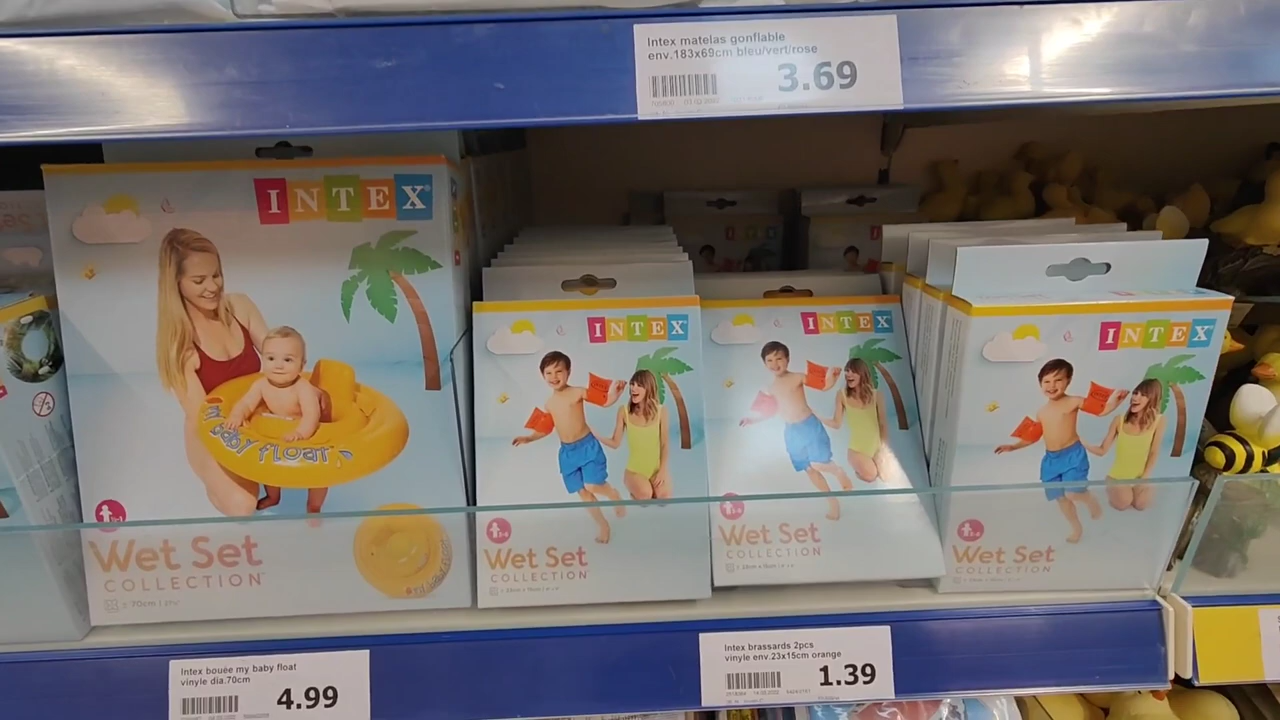 Intex matelas gonflable
env.183x69cm bleu/vert/rose
3.69
INTEX
my baby float
Wet Set
COLLECTION
70cm
INTEX
Wet Set
COLLECTION
INTEX
Wet Set
COLLECTION
INTEX
Wet Set
COLLECTION
Intex bouée my baby float
vinyle dia.70cm
4.99
Intex brassards 2pcs
vinyle env.23x15cm orange
1.39